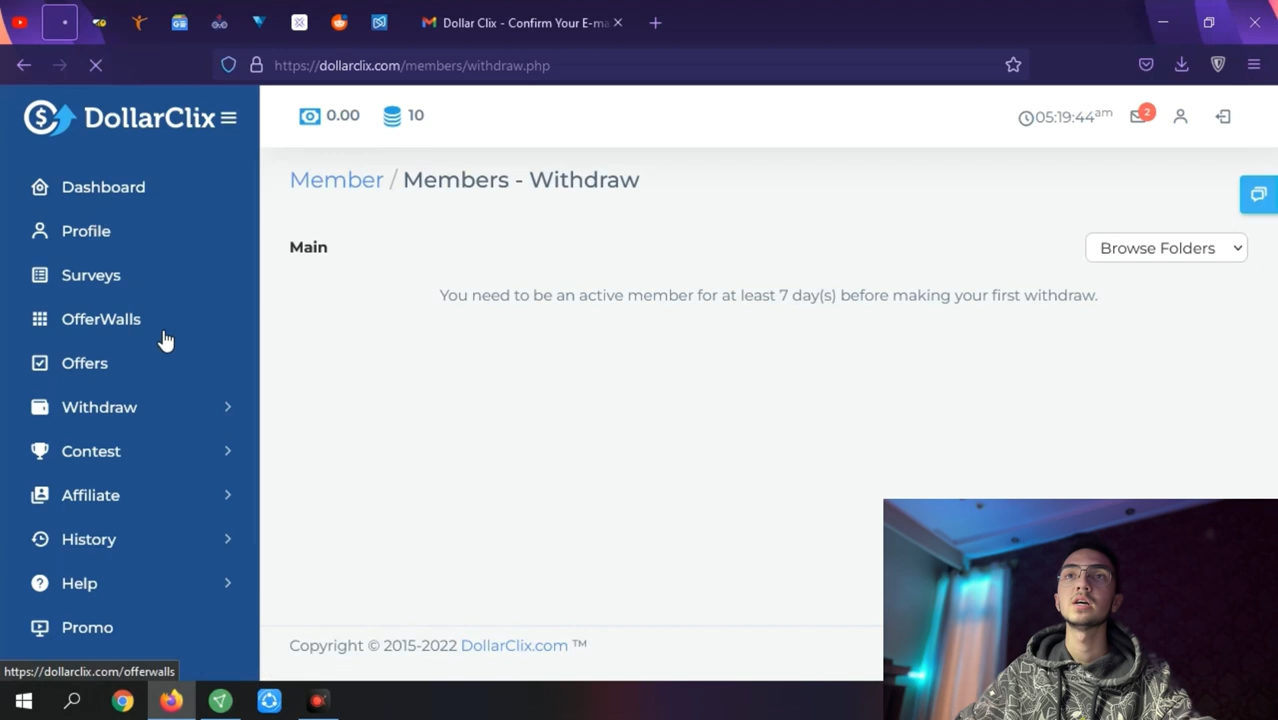 Dollar Clix - Confirm Your E-ma
https://dollarclix.com/members/withdraw.php
DollarClix
0.00
10
05:19:44am
2
Dashboard
Profile
Surveys
OfferWalls
Offers
Withdraw
Contest
Affiliate
History
Help
Promo
Member / Members - Withdraw
Main
Browse Folders
You need to be an active member for at least 7 day(s) before making your first withdraw.
Copyright © 2015-2022 DollarClix.com ™
https://dollarclix.com/offerwalls